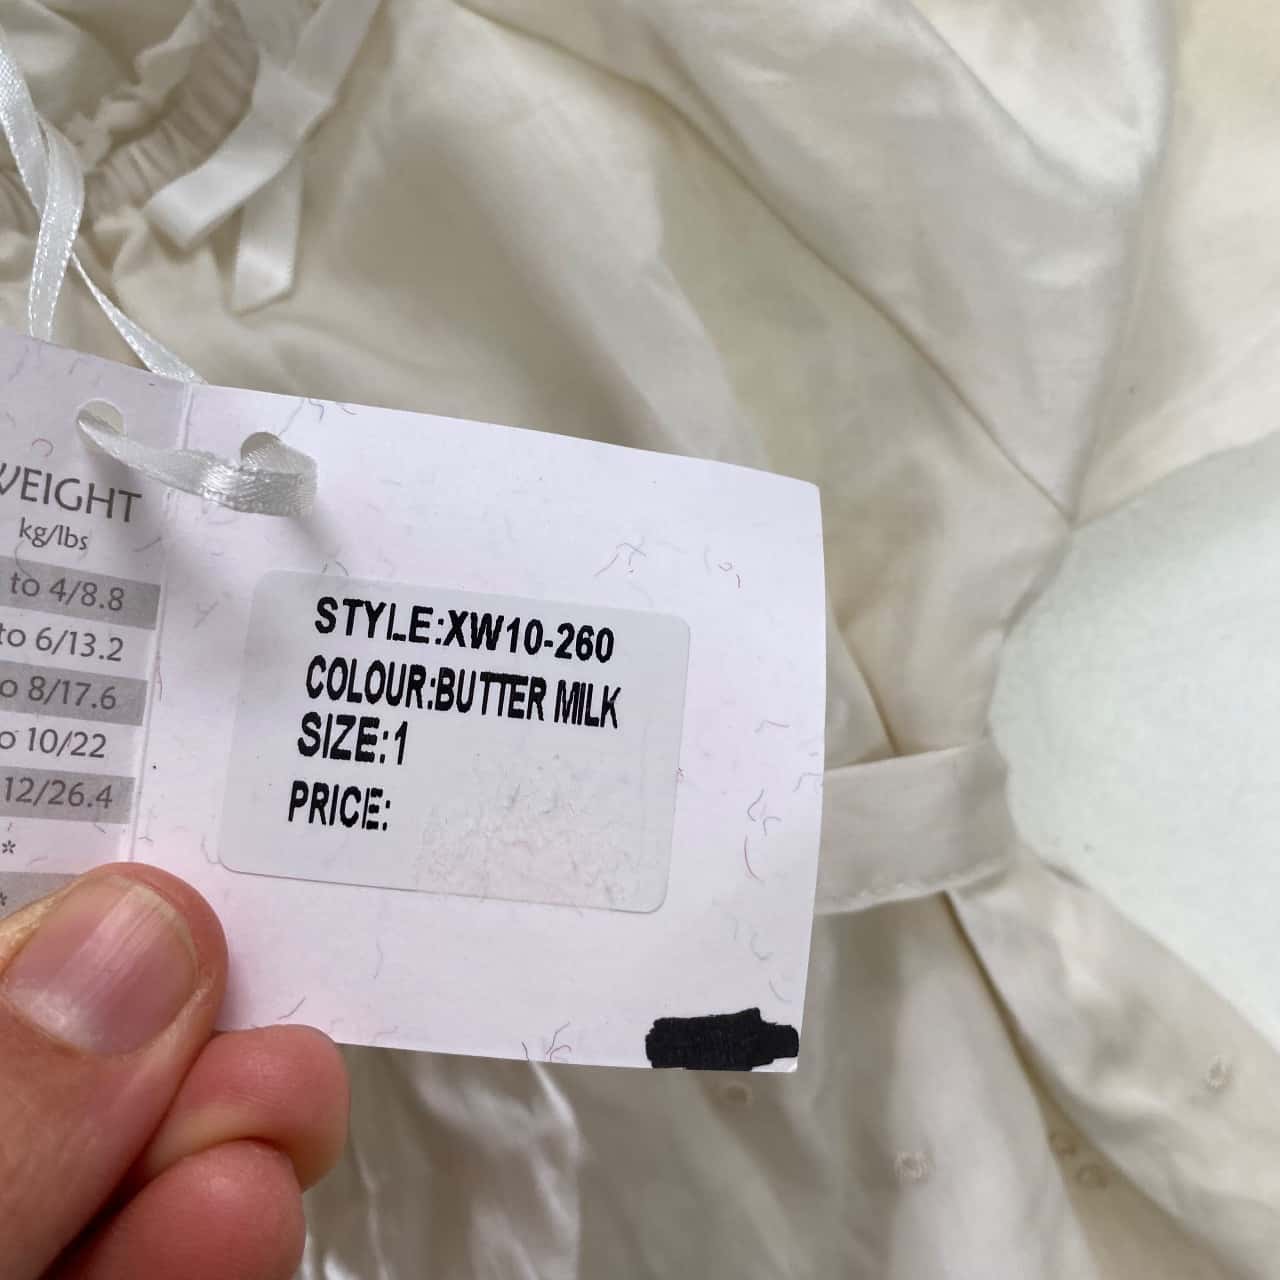 WEIGHT
kg/lbs
to 4/8.8
to 6/13.2
8/17.6
10/22
12/26.4
*
*
STYLE:XW10-260
COLOUR:BUTTER MILK
SIZE:1
PRICE: